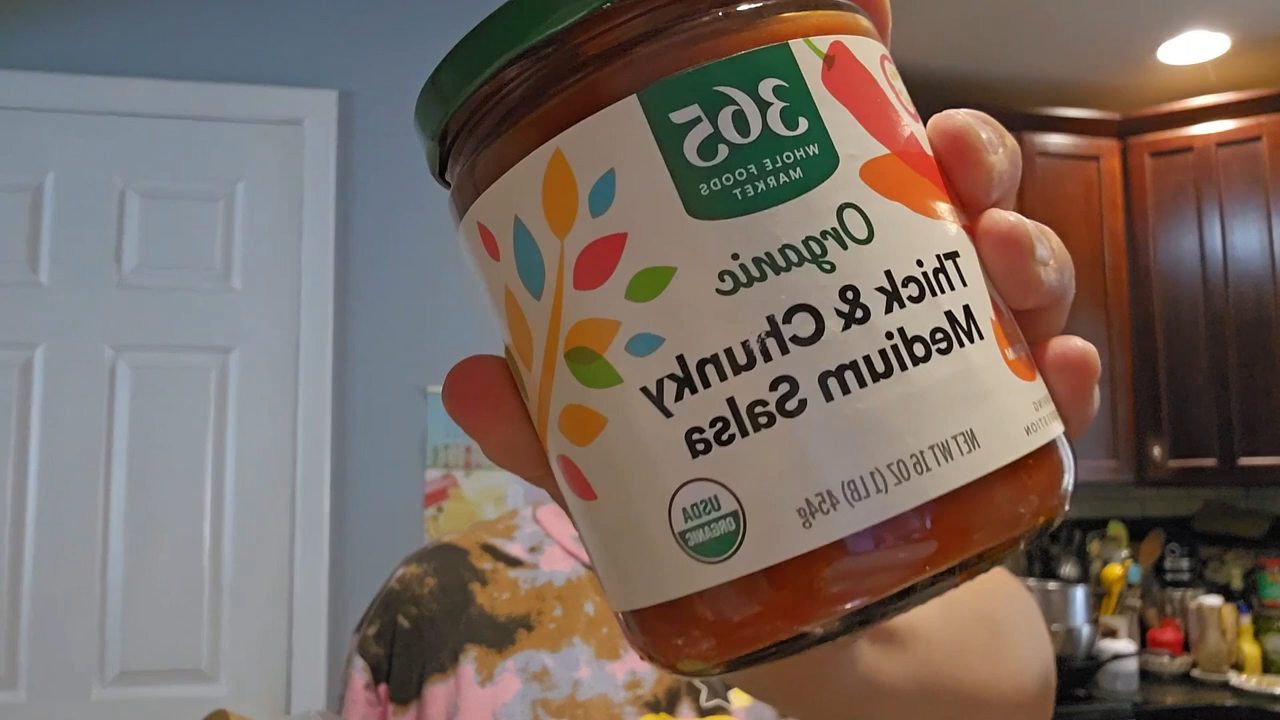 365
WHOLE FOODS
MARKET
Organic
Thick & Chunky
Medium Salsa
NET WT 16 OZ (1 LB) 454g
USDA
ORGANIC